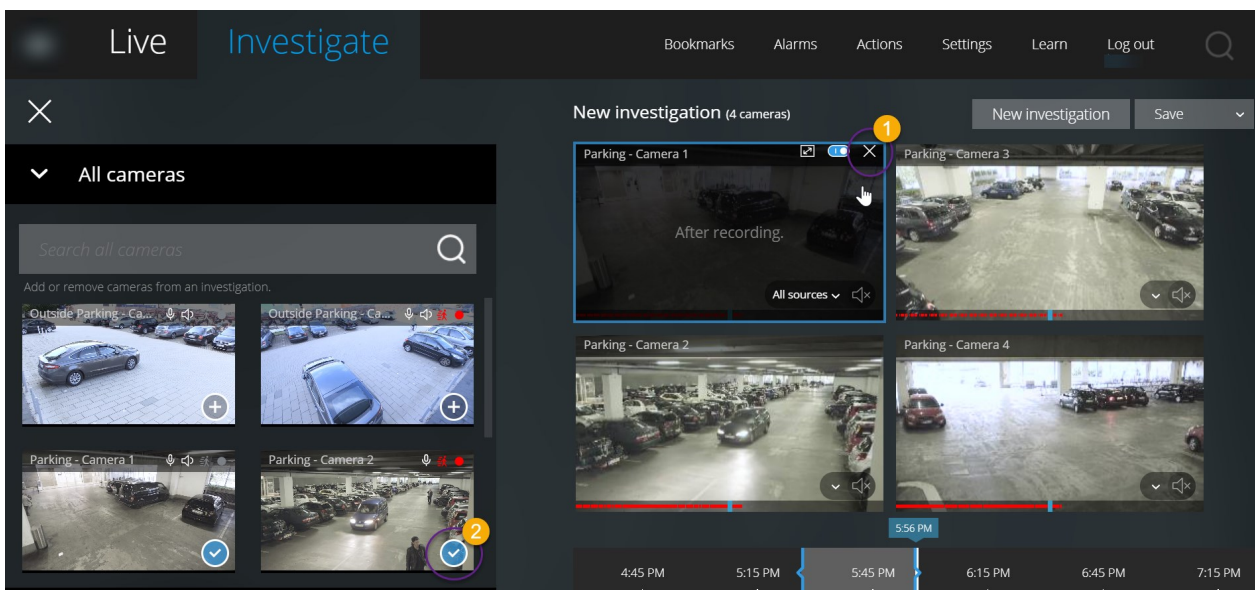 Live Investigate Bookmarks Alarms Actions Settings Learn Log out
New investigation (4 cameras) New investigation Save
1
All cameras
Search all cameras
Add or remove cameras from an investigation.
Outside Parking - Ca... Outside Parking - Ca...
Parking - Camera 1 Parking - Camera 2
2
Parking - Camera 1 Parking - Camera 3
After recording.
All sources
Parking - Camera 2 Parking - Camera 4
5:56 PM
4:45 PM 5:15 PM 5:45 PM 6:15 PM 6:45 PM 7:15 PM